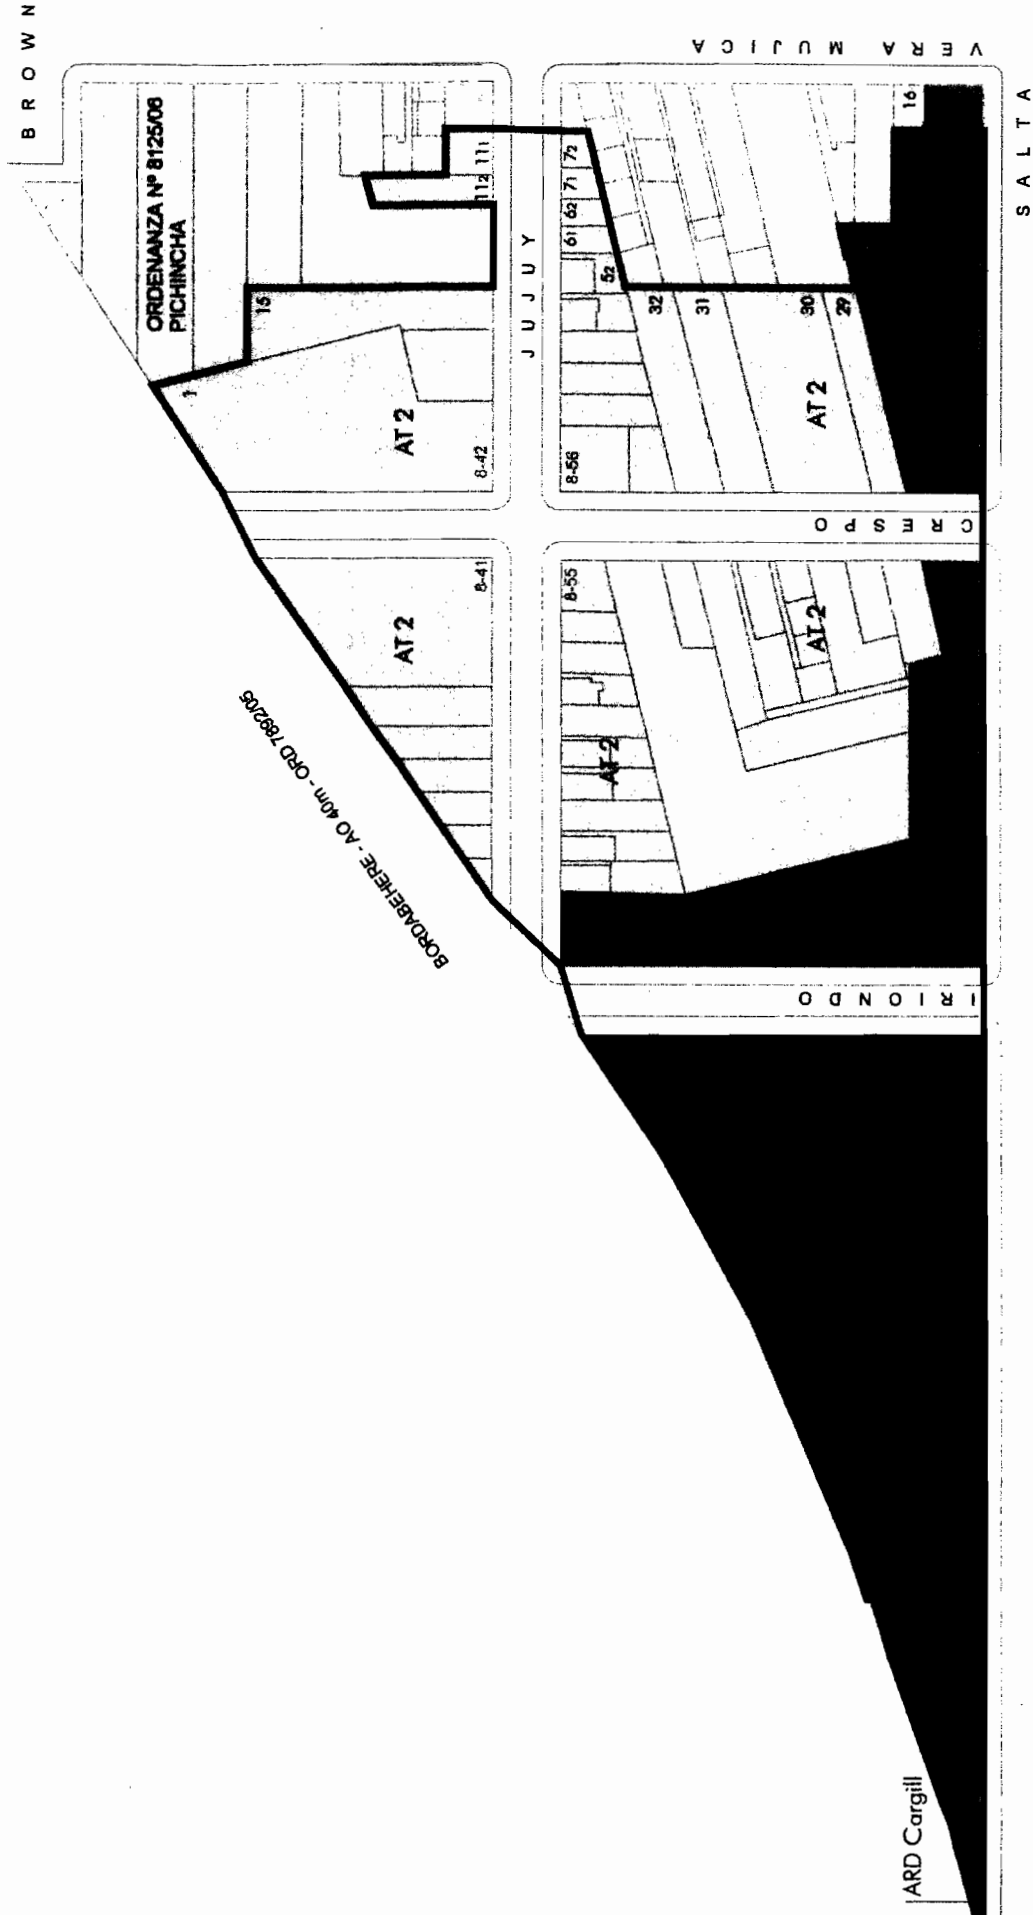 BROWN
VERA MUJICA
SALTA
ORDENANZA Nº 8125/06
PICHINCHA
16
11₂ 11₁
15
1
JUJUY
6₁ 6₂ 7₁ 7₂
5₂
32
31
30
29
AT 2
8-42
8-56
AT 2
CRESPO
AT 2
8-41
8-55
AT 2
AT 2
BORDABEHERE - AO 40m - ORD 7892/05
IRIONDO
ARD Cargill